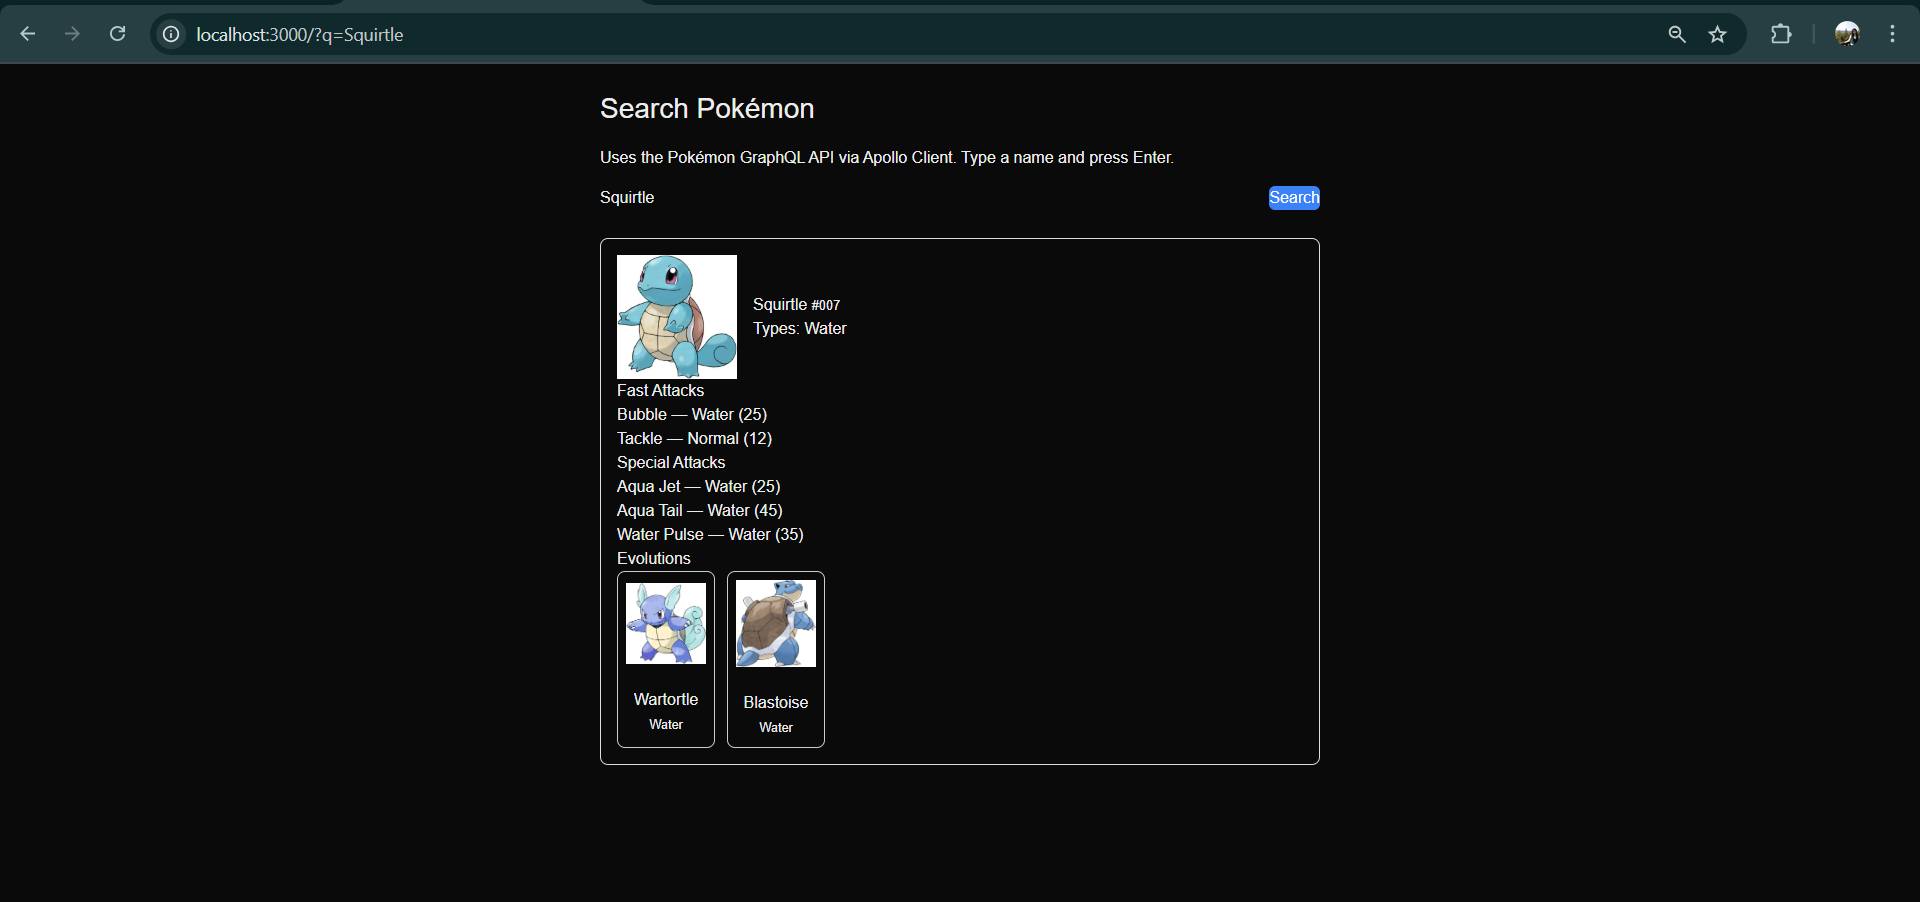 localhost:3000/?q=Squirtle
Search Pokémon
Uses the Pokémon GraphQL API via Apollo Client. Type a name and press Enter.
Squirtle
Search
Squirtle #007
Types: Water
Fast Attacks
Bubble — Water (25)
Tackle — Normal (12)
Special Attacks
Aqua Jet — Water (25)
Aqua Tail — Water (45)
Water Pulse — Water (35)
Evolutions
Wartortle
Water
Blastoise
Water